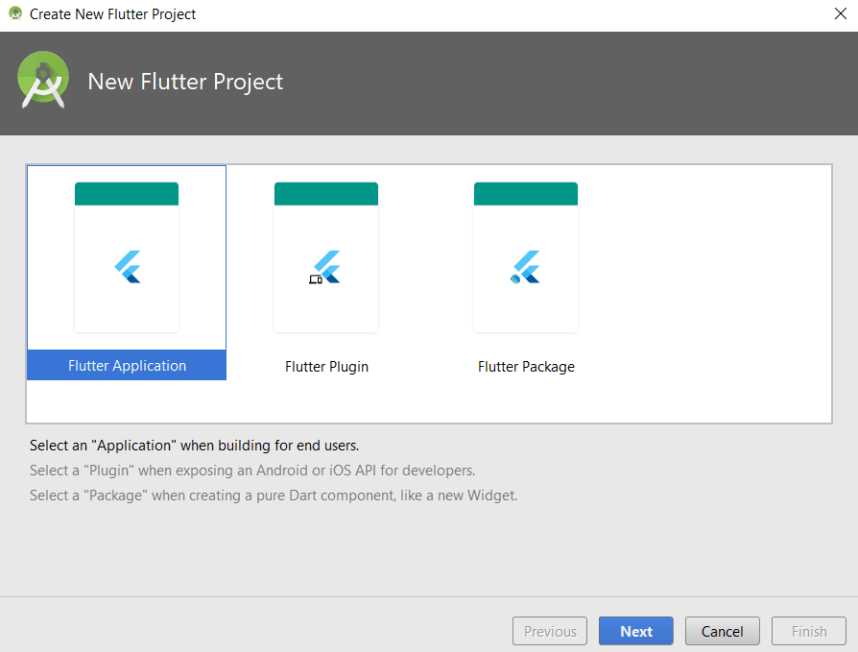 Create New Flutter Project
New Flutter Project
Flutter Application
Flutter Plugin
Flutter Package
Select an "Application" when building for end users.
Select a "Plugin" when exposing an Android or iOS API for developers.
Select a "Package" when creating a pure Dart component, like a new Widget.
Previous
Next
Cancel
Finish